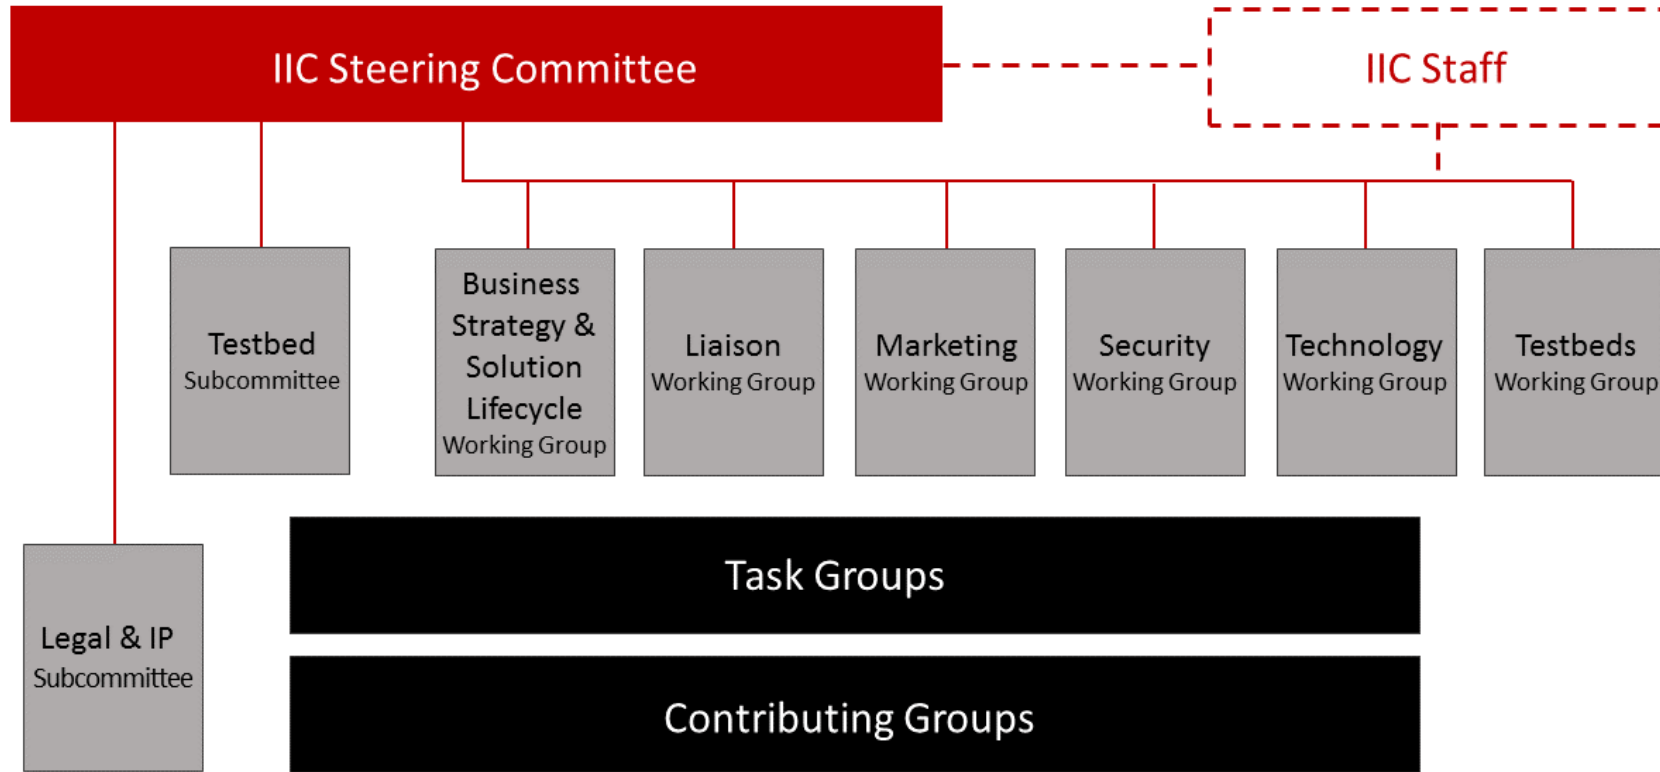 IIC Steering Committee
IIC Staff
Testbed
Subcommittee
Business
Strategy &
Solution
Lifecycle
Working Group
Liaison
Working Group
Marketing
Working Group
Security
Working Group
Technology
Working Group
Testbeds
Working Group
Legal & IP
Subcommittee
Task Groups
Contributing Groups